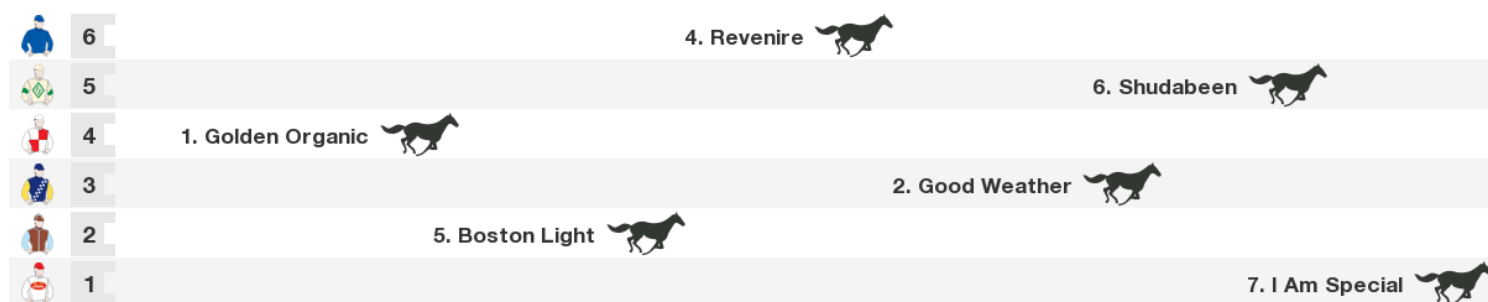 6 4. Revenire
5 6. Shudabeen
4 1. Golden Organic
3 2. Good Weather
2 5. Boston Light
1 7. I Am Special